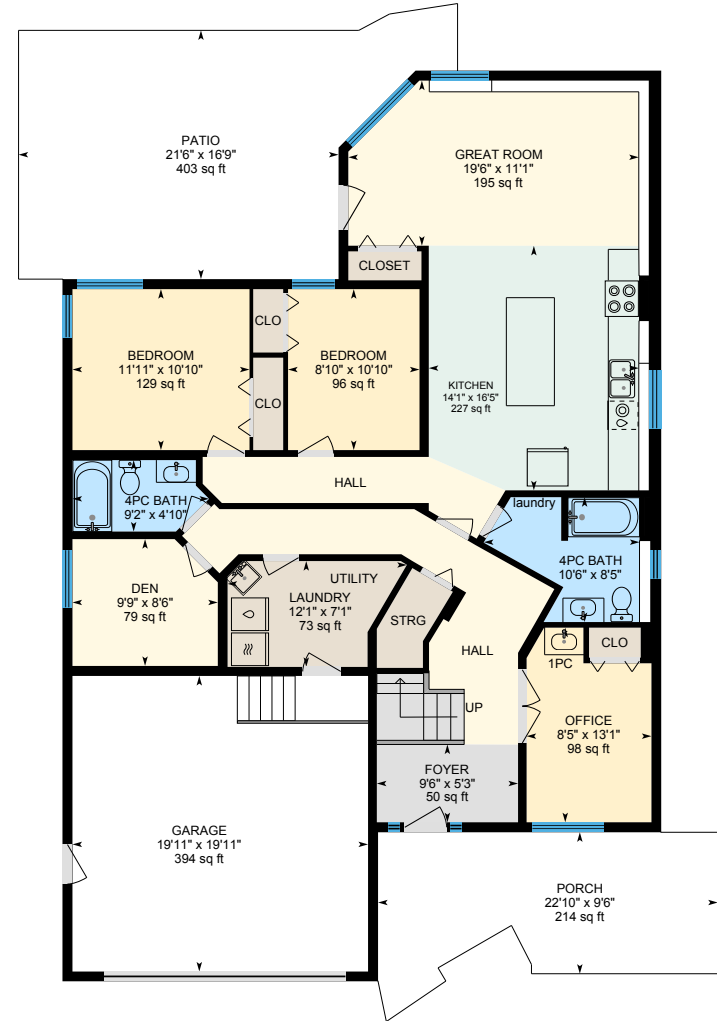 PATIO
21'6" x 16'9"
403 sq ft
GREAT ROOM
19'6" x 11'1"
195 sq ft
CLOSET
CLO
BEDROOM
11'11" x 10'10"
129 sq ft
BEDROOM
8'10" x 10'10"
96 sq ft
CLO
KITCHEN
14'1" x 16'5"
227 sq ft
HALL
4PC BATH
9'2" x 4'10"
laundry
4PC BATH
10'6" x 8'5"
DEN
9'9" x 8'6"
79 sq ft
UTILITY
LAUNDRY
12'1" x 7'1"
73 sq ft
STRG
HALL
CLO
1PC
UP
OFFICE
8'5" x 13'1"
98 sq ft
FOYER
9'6" x 5'3"
50 sq ft
GARAGE
19'11" x 19'11"
394 sq ft
PORCH
22'10" x 9'6"
214 sq ft